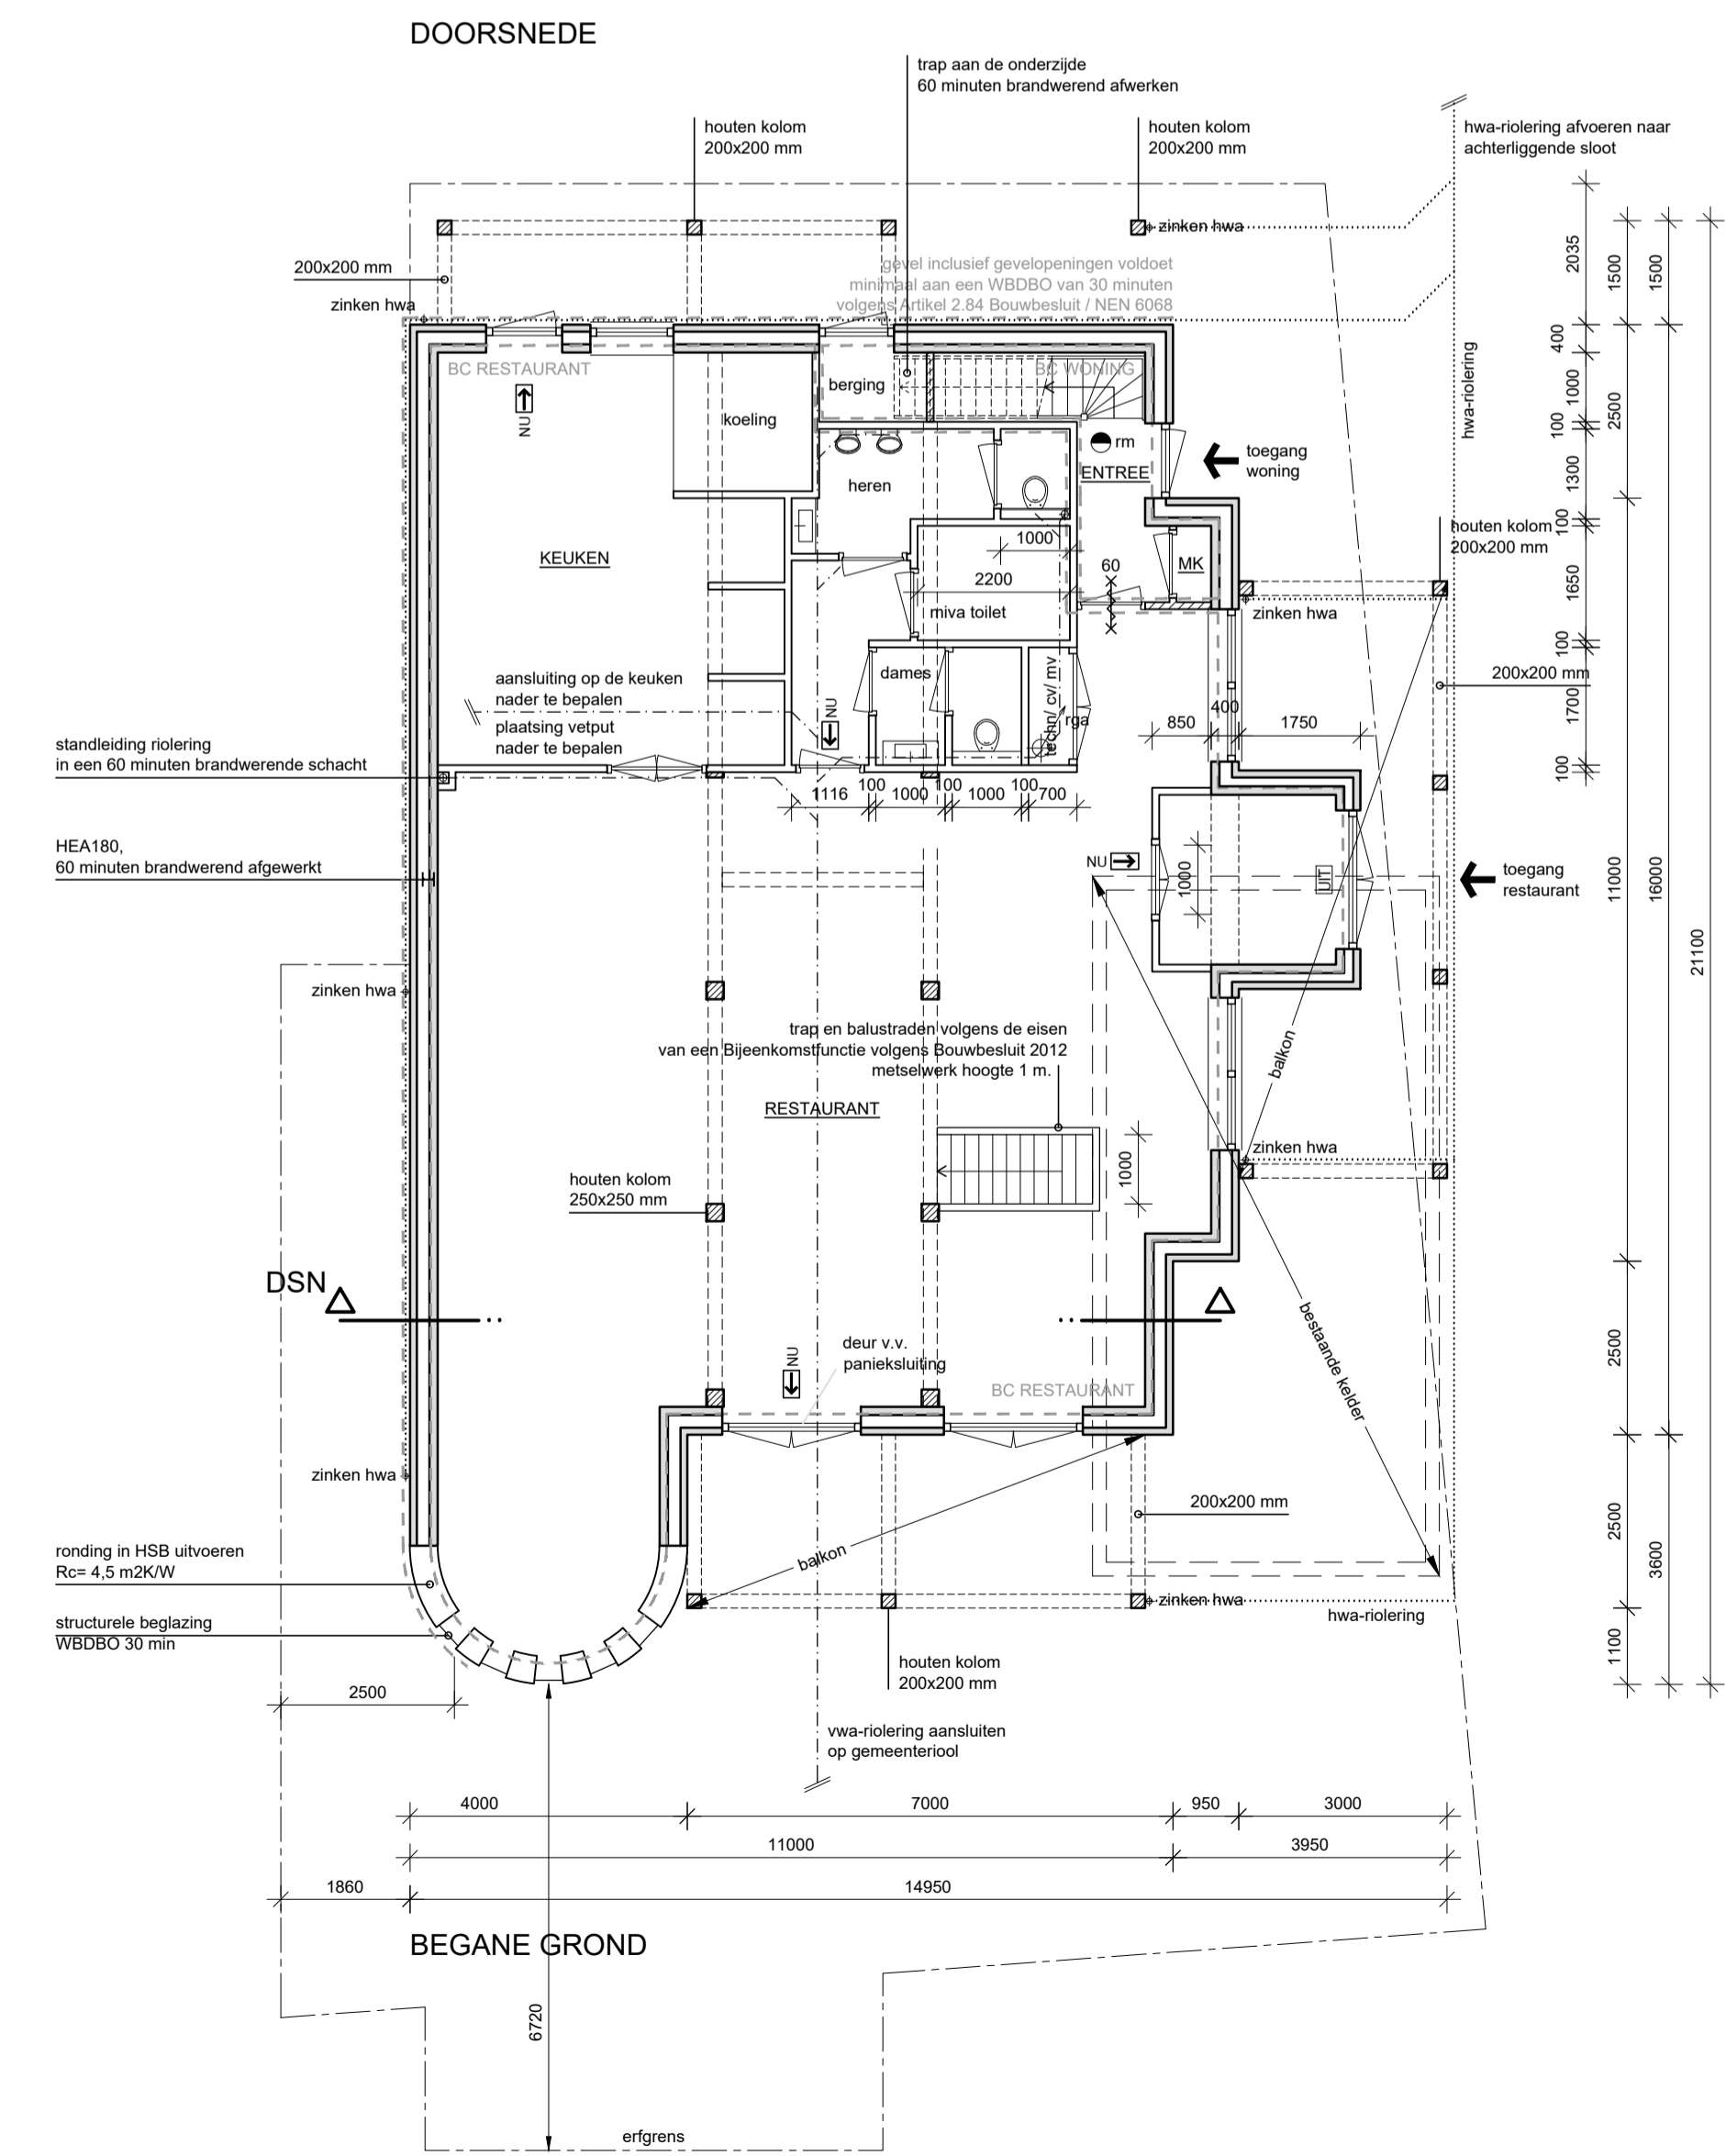 DOORSNEDE
trap aan de onderzijde
60 minuten brandwerend afwerken
houten kolom
200x200 mm
houten kolom
200x200 mm
hwa-riolering afvoeren naar
achterliggende sloot
zinken hwa
200x200 mm
zinken hwa
gevel inclusief gevelopeningen voldoet
minimaal aan een WBDBO van 30 minuten
volgens Artikel 2.84 Bouwbesluit / NEN 6068
2035
1500
1500
400
1000
100
2500
1300
100
1650
100
1700
100
11000
16000
21100
2500
2500
3600
1100
hwa-riolering
BC RESTAURANT
BC WONING
berging
koeling
NU
rm
ENTREE
toegang
woning
heren
KEUKEN
1000
2200
60
MK
miva toilet
houten kolom
200x200 mm
zinken hwa
200x200 mm
aansluiting op de keuken
nader te bepalen
plaatsing vetput
nader te bepalen
dames
NU
techn/ cv/ mv
rga
850
400
1750
standleiding riolering
in een 60 minuten brandwerende schacht
1116
100
1000
100
1000
100
700
HEA180,
60 minuten brandwerend afgewerkt
NU
1000
UIT
toegang
restaurant
zinken hwa
trap en balustraden volgens de eisen
van een Bijeenkomstfunctie volgens Bouwbesluit 2012
metselwerk hoogte 1 m.
balkon
RESTAURANT
zinken hwa
1000
houten kolom
250x250 mm
DSN
bestaande kelder
deur v.v.
panieksluiting
NU
BC RESTAURANT
zinken hwa
200x200 mm
balkon
ronding in HSB uitvoeren
Rc= 4,5 m2K/W
zinken hwa
hwa-riolering
structurele beglazing
WBDBO 30 min
houten kolom
200x200 mm
2500
vwa-riolering aansluiten
op gemeenteriool
4000
7000
950
3000
11000
3950
1860
14950
BEGANE GROND
6720
erfgrens